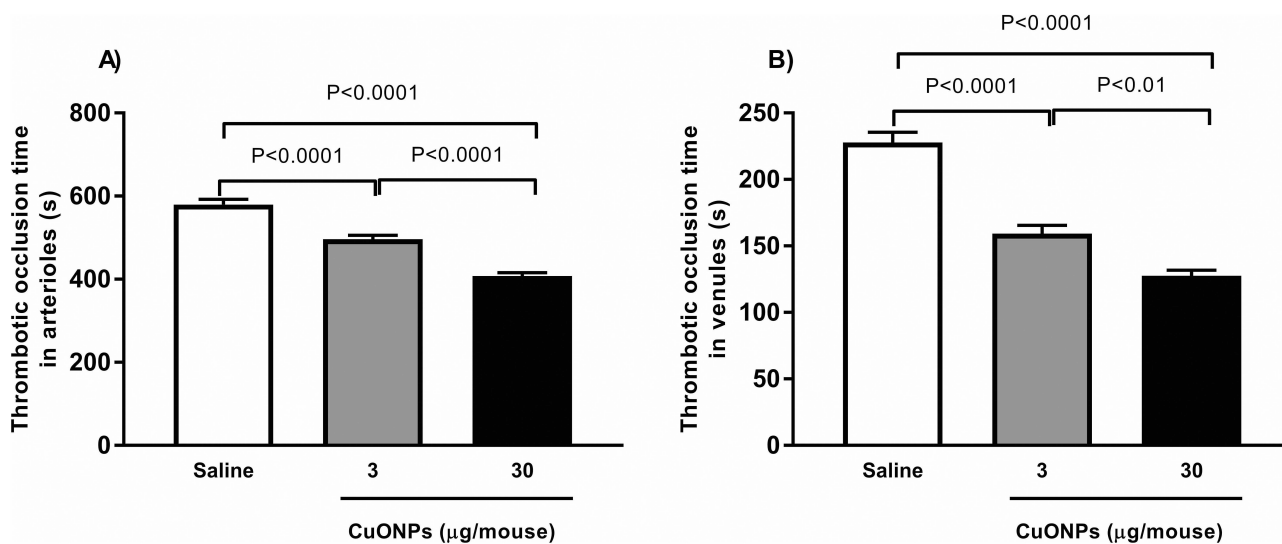 A)
P<0.0001
P<0.0001
P<0.0001
Thrombotic occlusion time
in arterioles (s)
800
600
400
200
0
Saline
3
30
CuONPs (μg/mouse)
B)
P<0.0001
P<0.0001
P<0.01
Thrombotic occlusion time
in venules (s)
250
200
150
100
50
0
Saline
3
30
CuONPs (μg/mouse)